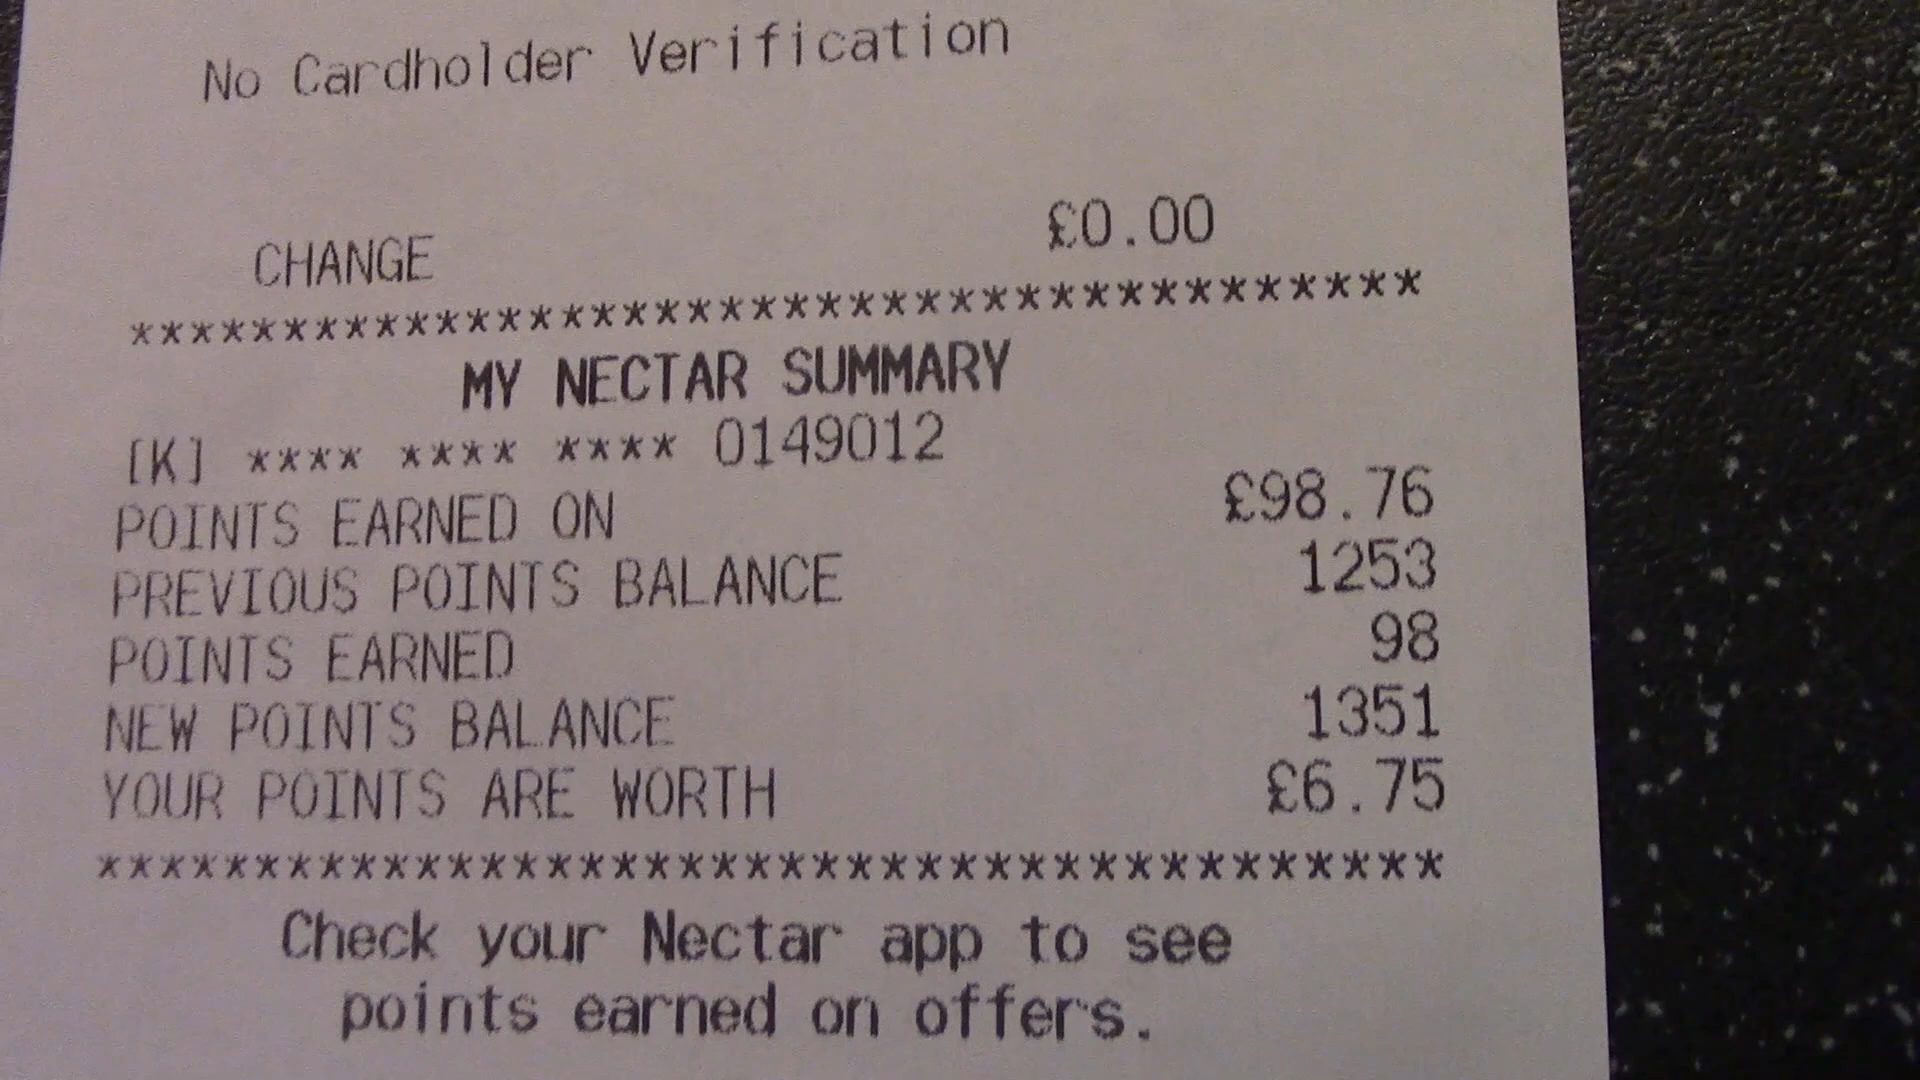 No Cardholder Verification
CHANGE £0.00
*****************************************
MY NECTAR SUMMARY
[K] **** **** **** 0149012
POINTS EARNED ON £98.76
PREVIOUS POINTS BALANCE 1253
POINTS EARNED 98
NEW POINTS BALANCE 1351
YOUR POINTS ARE WORTH £6.75
*****************************************
Check your Nectar app to see
points earned on offers.